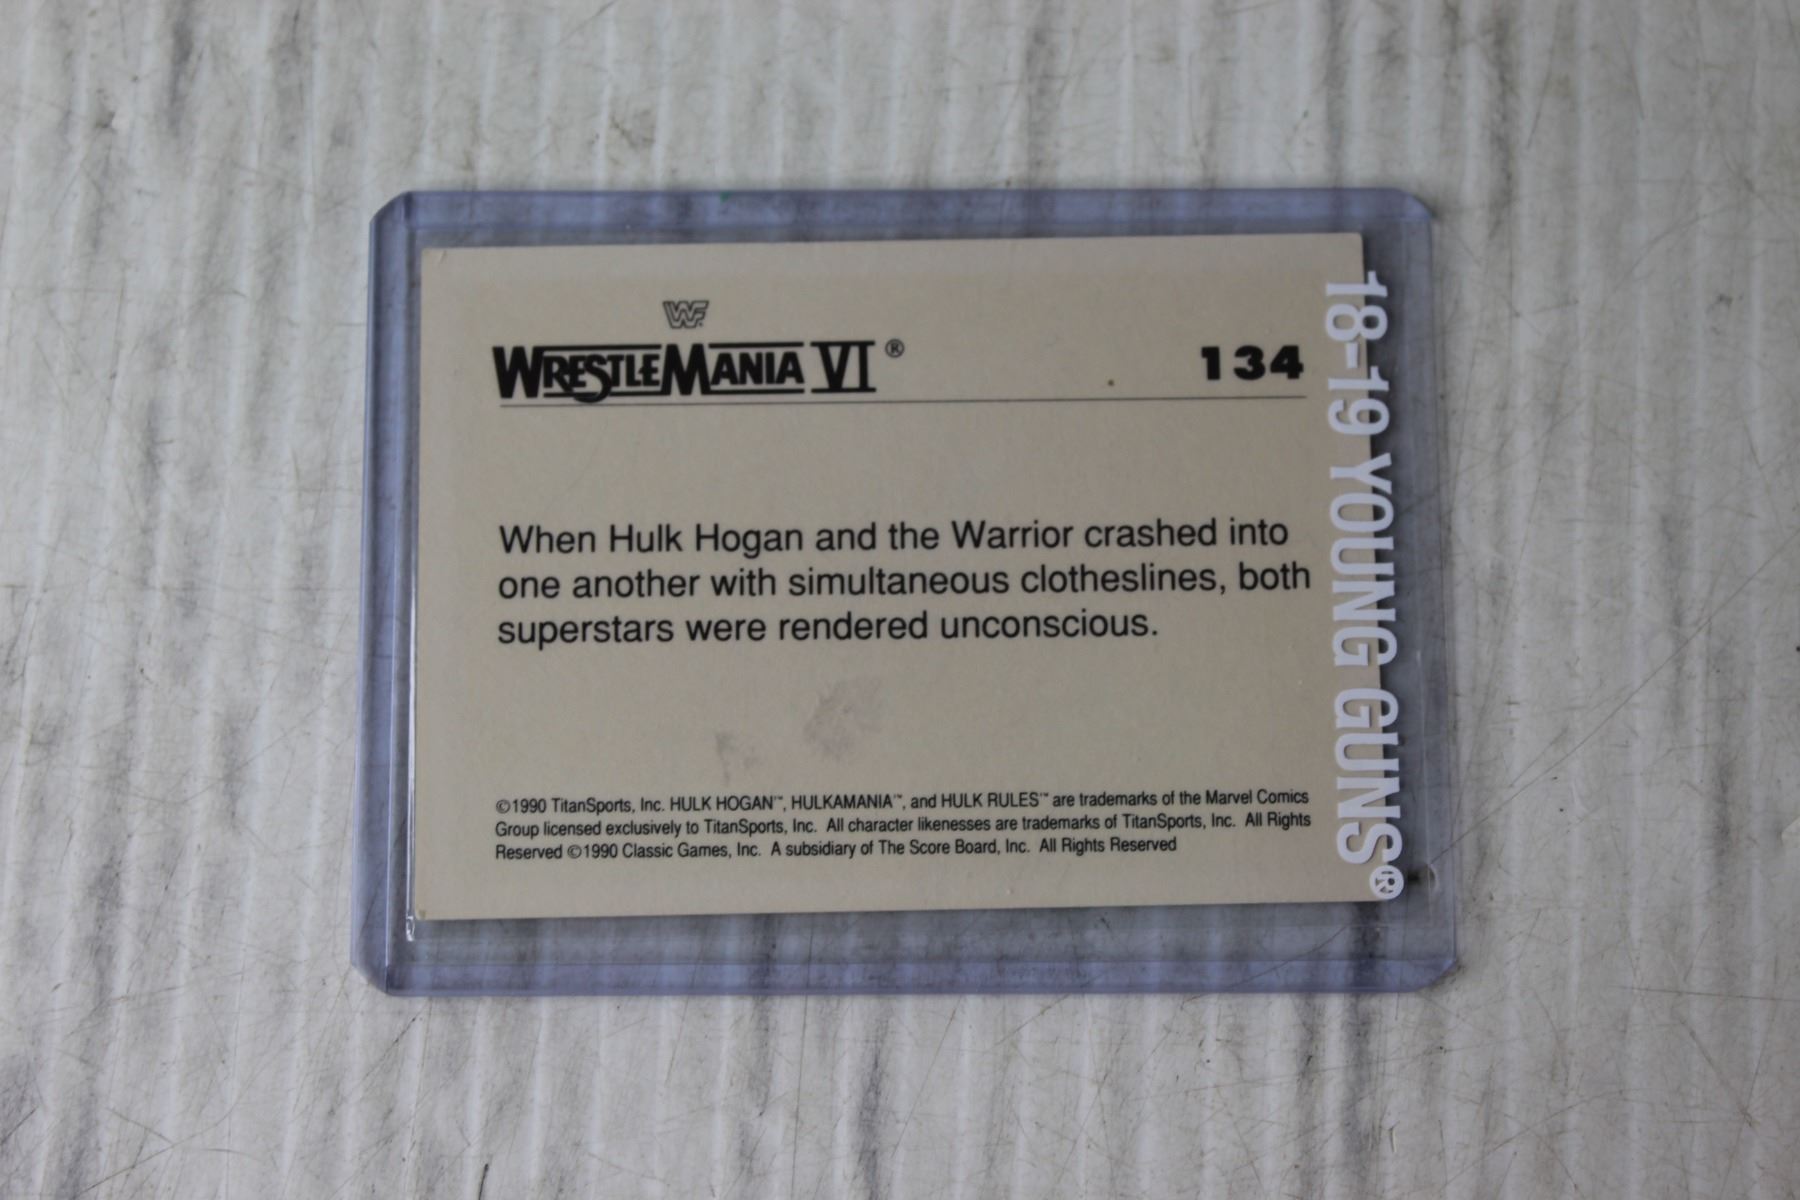 WF
WRESTLEMANIA VI ®
134
When Hulk Hogan and the Warrior crashed into
one another with simultaneous clotheslines, both
superstars were rendered unconscious.
©1990 TitanSports, Inc. HULK HOGAN™, HULKAMANIA™, and HULK RULES™ are trademarks of the Marvel Comics
Group licensed exclusively to TitanSports, Inc. All character likenesses are trademarks of TitanSports, Inc. All Rights
Reserved ©1990 Classic Games, Inc. A subsidiary of The Score Board, Inc. All Rights Reserved
18-19 YOUNG GUNS®